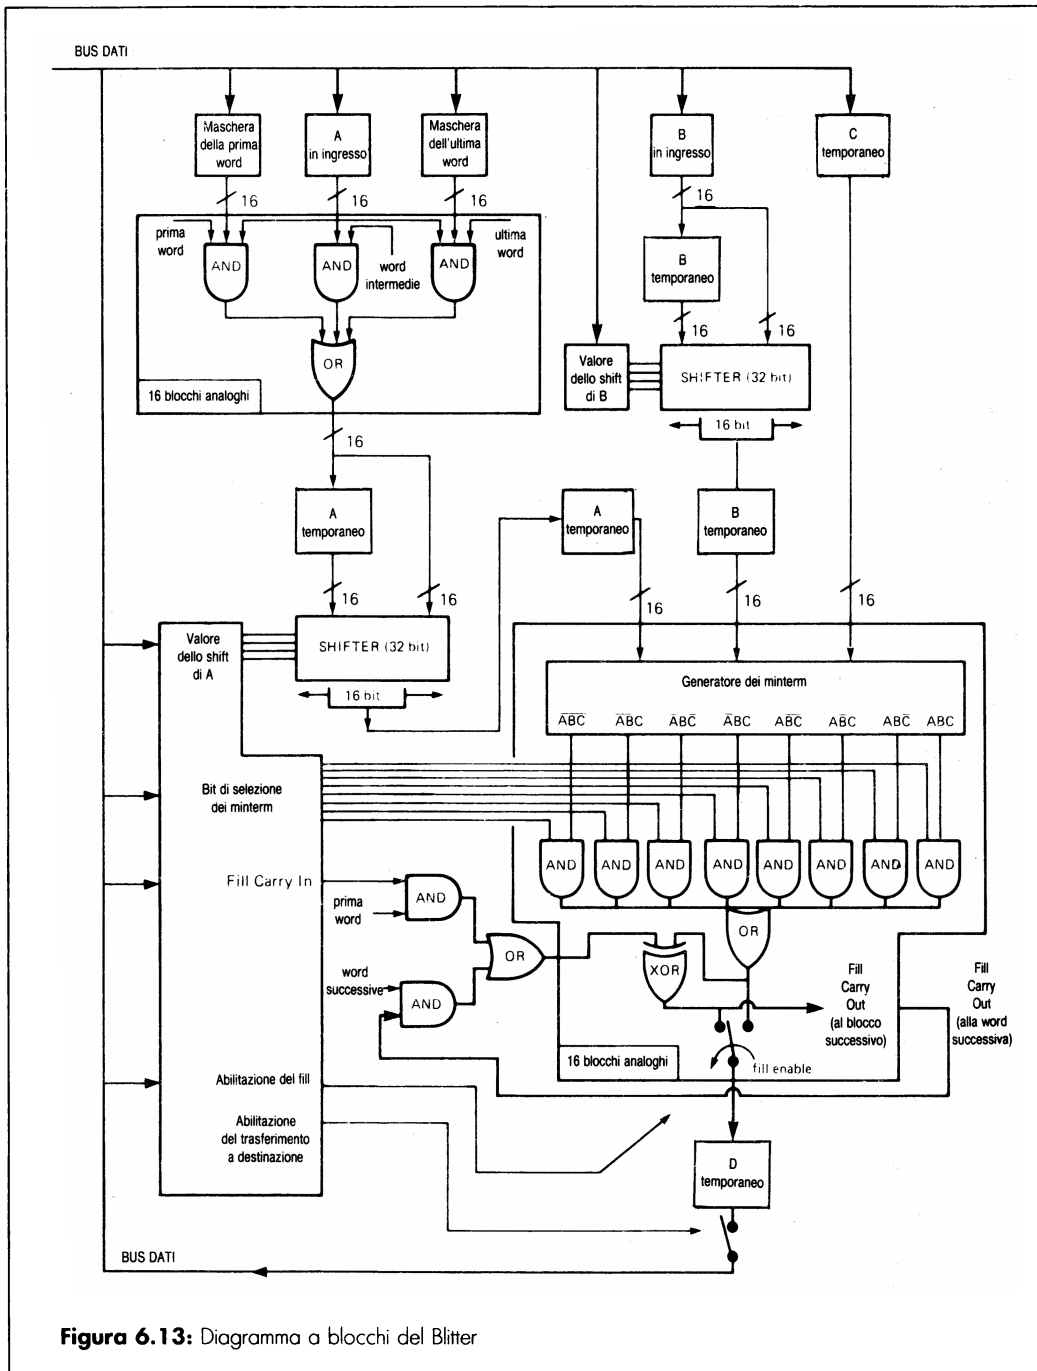 BUS DATI
Maschera
della prima
word
A
in ingresso
Maschera
dell'ultima
word
B
in ingresso
C
temporaneo
16
16
16
16
prima
word
ultima
word
AND
AND
AND
word
intermedie
B
temporaneo
OR
16
16
Valore
dello shift
di B
SHIFTER (32 bit)
16 blocchi analoghi
16 bit
16
A
temporaneo
A
temporaneo
B
temporaneo
16
16
16
16
16
Valore
dello shift
di A
SHIFTER (32 bit)
16 bit
Generatore dei minterm
A̅B̅C̅ A̅B̅C A̅BC̅ A̅BC AB̅C̅ AB̅C ABC̅ ABC
Bit di selezione
dei minterm
AND AND AND AND AND AND AND AND
Fill Carry In
AND
prima
word
OR
OR
XOR
word
successive
AND
Fill
Carry
Out
(al blocco
successivo)
Fill
Carry
Out
(alla word
successiva)
16 blocchi analoghi
fill enable
Abilitazione del fill
Abilitazione
del trasferimento
a destinazione
D
temporaneo
BUS DATI
Figura 6.13: Diagramma a blocchi del Blitter